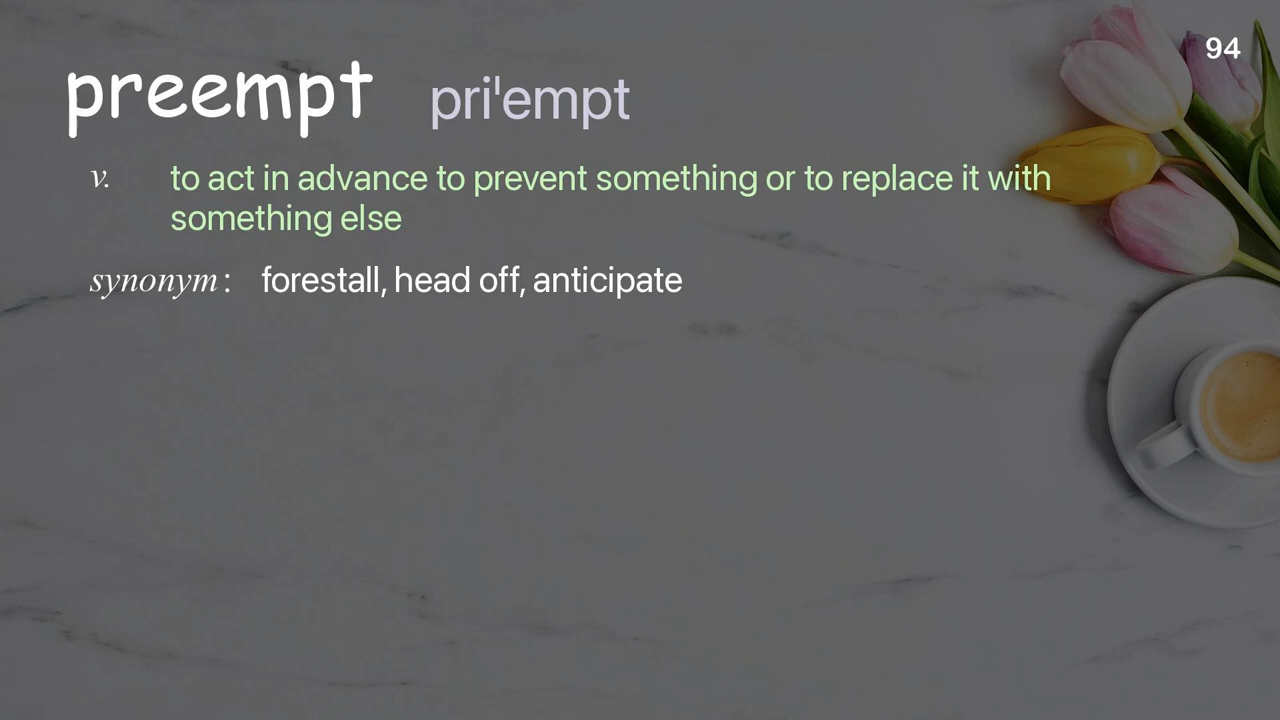 94
preempt pri'empt
v. to act in advance to prevent something or to replace it with
something else
synonym: forestall, head off, anticipate